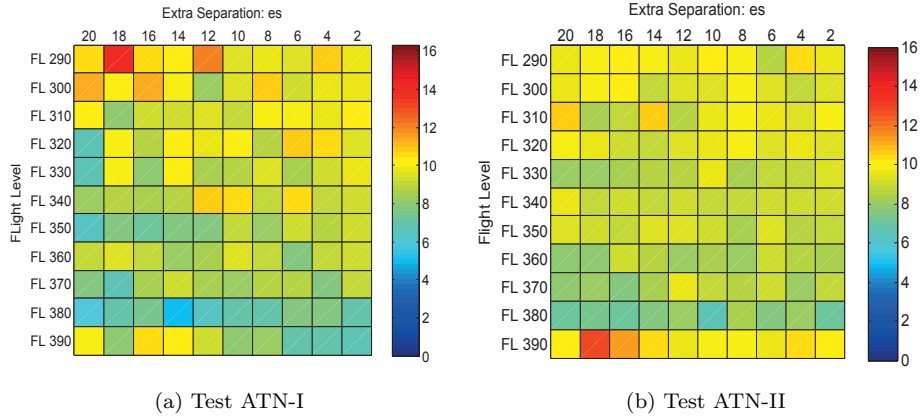 Extra Separation: es
20 18 16 14 12 10 8 6 4 2
FLight Level
FL 290
FL 300
FL 310
FL 320
FL 330
FL 340
FL 350
FL 360
FL 370
FL 380
FL 390
16
14
12
10
8
6
4
2
0
(a) Test ATN-I
Extra Separation: es
20 18 16 14 12 10 8 6 4 2
Flight Level
FL 290
FL 300
FL 310
FL 320
FL 330
FL 340
FL 350
FL 360
FL 370
FL 380
FL 390
16
14
12
10
8
6
4
2
0
(b) Test ATN-II